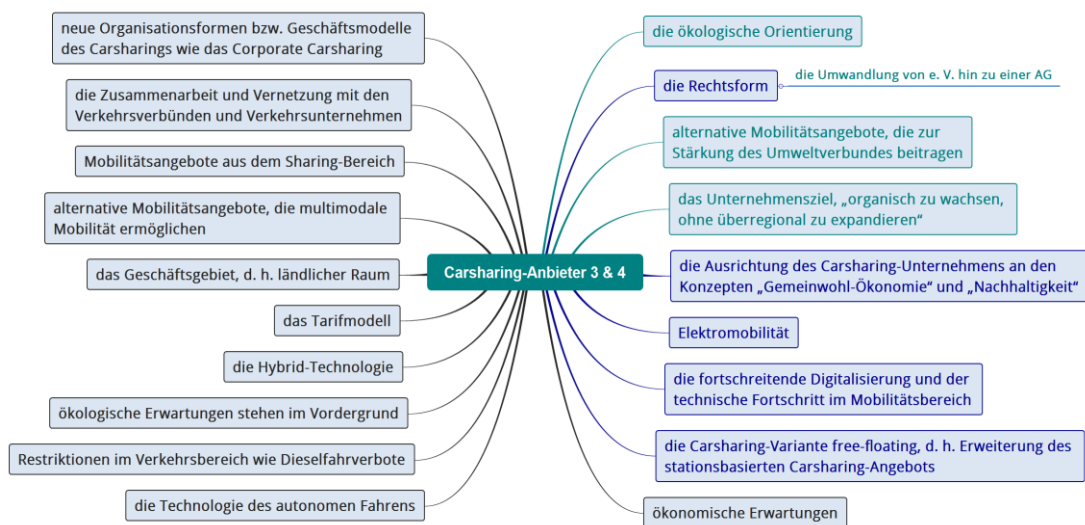 neue Organisationsformen bzw. Geschäftsmodelle
des Carsharings wie das Corporate Carsharing
die Zusammenarbeit und Vernetzung mit den
Verkehrsverbünden und Verkehrsunternehmen
Mobilitätsangebote aus dem Sharing-Bereich
alternative Mobilitätsangebote, die multimodale
Mobilität ermöglichen
das Geschäftsgebiet, d. h. ländlicher Raum
das Tarifmodell
die Hybrid-Technologie
ökologische Erwartungen stehen im Vordergrund
Restriktionen im Verkehrsbereich wie Dieselfahrverbote
die Technologie des autonomen Fahrens
Carsharing-Anbieter 3 & 4
die ökologische Orientierung
die Rechtsform
die Umwandlung von e. V. hin zu einer AG
alternative Mobilitätsangebote, die zur
Stärkung des Umweltverbundes beitragen
das Unternehmensziel, „organisch zu wachsen,
ohne überregional zu expandieren“
die Ausrichtung des Carsharing-Unternehmens an den
Konzepten „Gemeinwohl-Ökonomie“ und „Nachhaltigkeit“
Elektromobilität
die fortschreitende Digitalisierung und der
technische Fortschritt im Mobilitätsbereich
die Carsharing-Variante free-floating, d. h. Erweiterung des
stationsbasierten Carsharing-Angebots
ökonomische Erwartungen